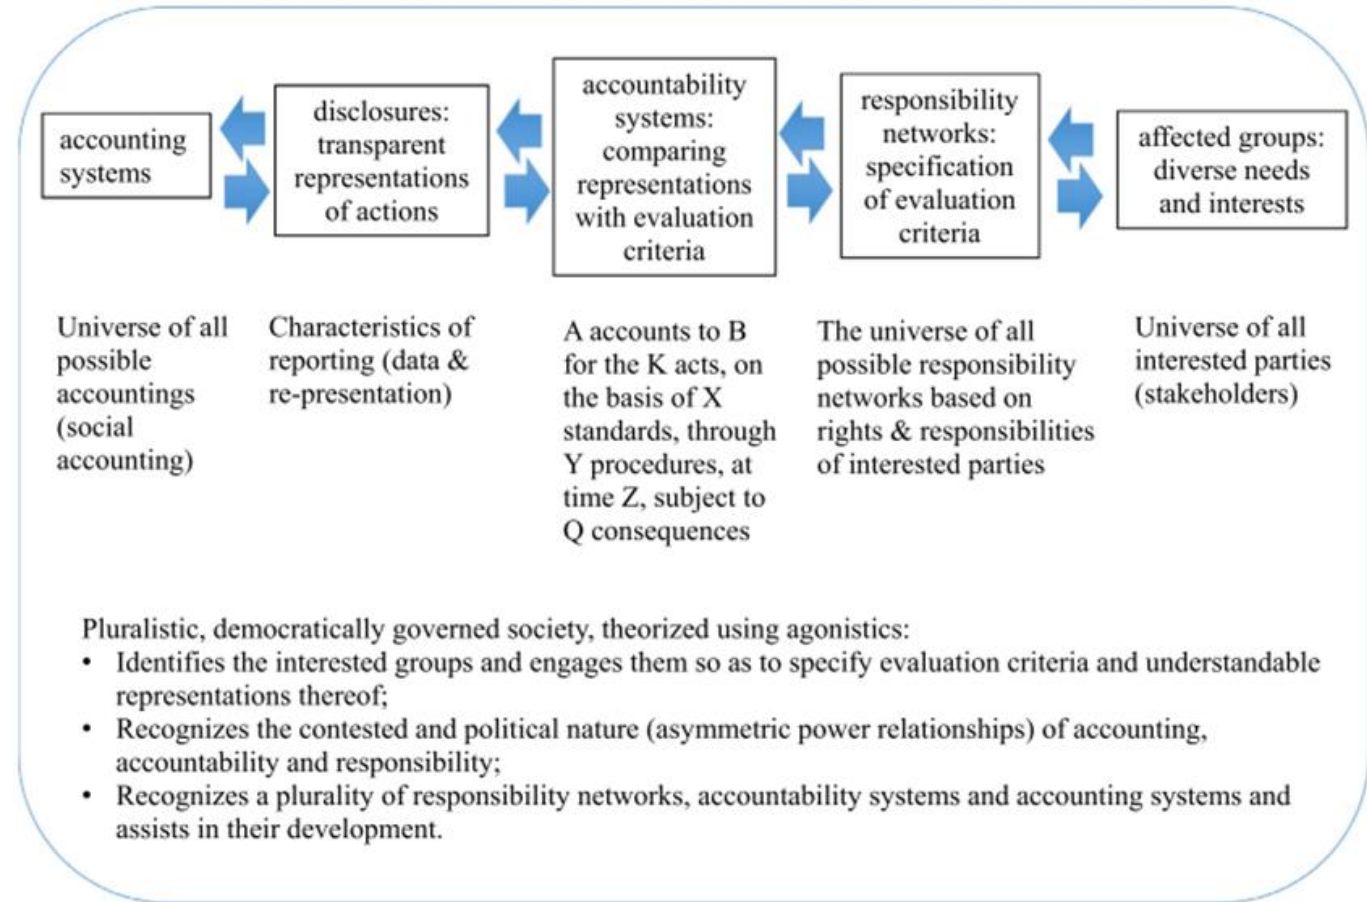 accounting
systems
disclosures:
transparent
representations
of actions
accountability
systems:
comparing
representations
with evaluation
criteria
responsibility
networks:
specification
of evaluation
criteria
affected groups:
diverse needs
and interests
Universe of all
possible
accountings
(social
accounting)
Characteristics of
reporting (data &
re-presentation)
A accounts to B
for the K acts, on
the basis of X
standards, through
Y procedures, at
time Z, subject to
Q consequences
The universe of all
possible responsibility
networks based on
rights & responsibilities
of interested parties
Universe of all
interested parties
(stakeholders)
Pluralistic, democratically governed society, theorized using agonistics:
• Identifies the interested groups and engages them so as to specify evaluation criteria and understandable
representations thereof;
• Recognizes the contested and political nature (asymmetric power relationships) of accounting,
accountability and responsibility;
• Recognizes a plurality of responsibility networks, accountability systems and accounting systems and
assists in their development.